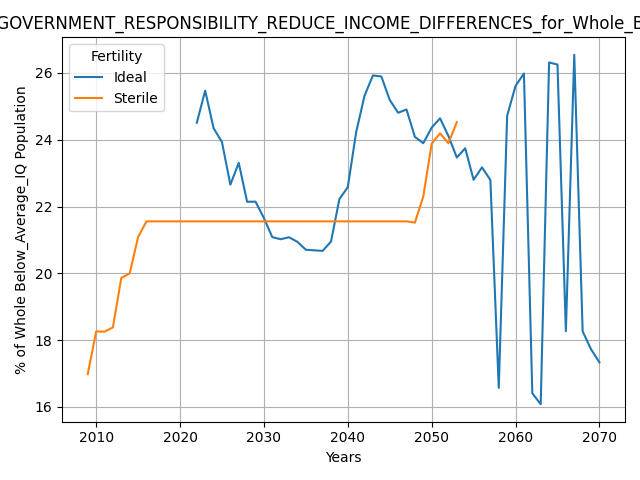 GOVERNMENT_RESPONSIBILITY_REDUCE_INCOME_DIFFERENCES_for_Whole_B
Fertility
Ideal
Sterile
% of Whole Below_Average_IQ Population
26
24
22
20
18
16
2010
2020
2030
2040
2050
2060
2070
Years